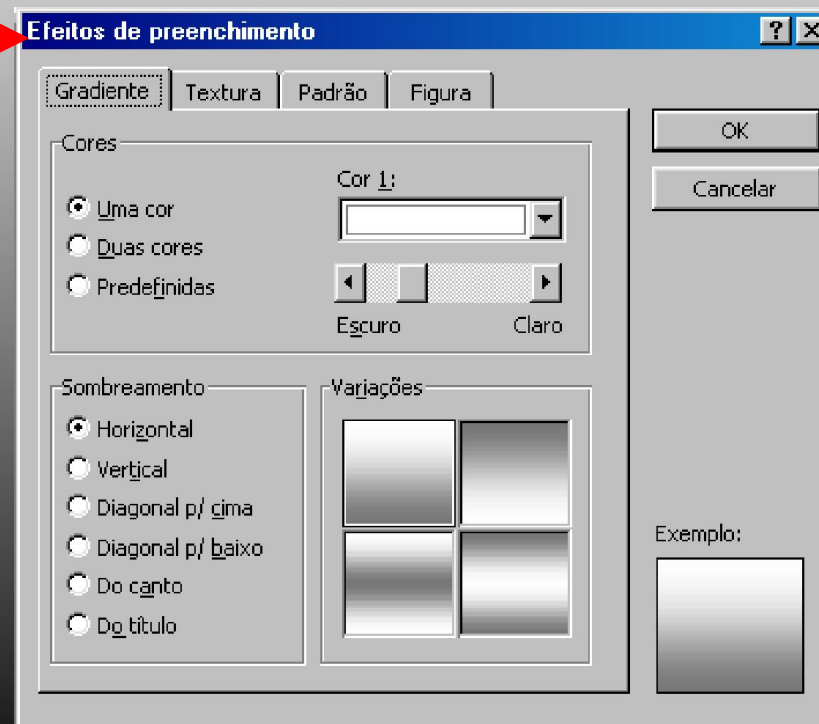 Efeitos de preenchimento
Gradiente Textura Padrão Figura
OK
Cancelar
Cores
Uma cor
Duas cores
Predefinidas
Cor 1:
Escuro Claro
Sombreamento
Horizontal
Vertical
Diagonal p/ cima
Diagonal p/ baixo
Do canto
Do título
Variações
Exemplo: